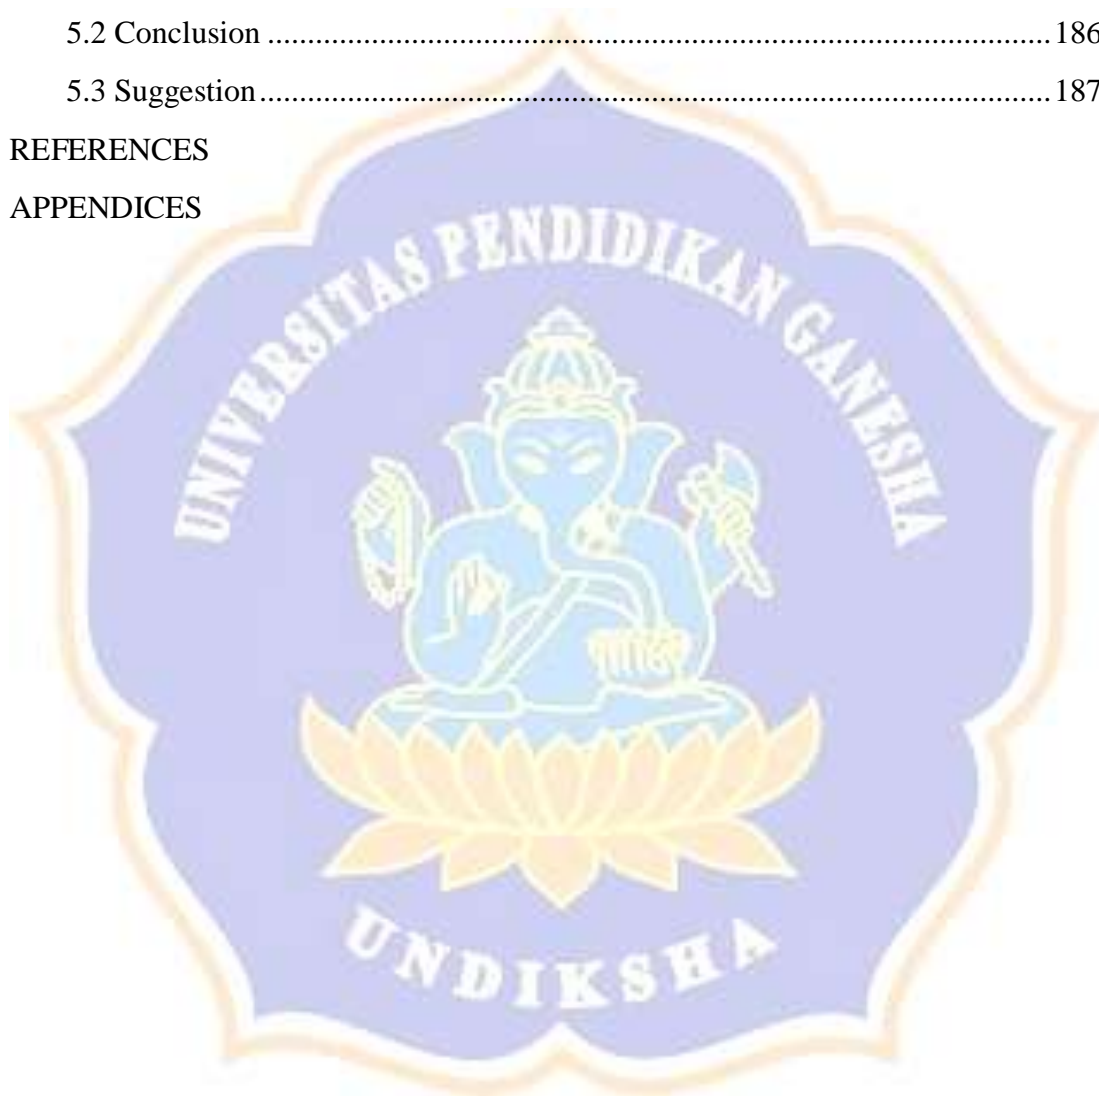 5.2 Conclusion ...................................................................................................... 186
5.3 Suggestion ................................................................................................... 187
REFERENCES
APPENDICES
UNIVERSITAS PENDIDIKAN GANESHA
UNDIKSHA